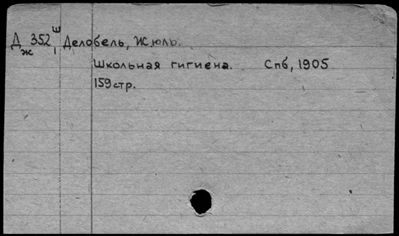 Д 352 ш Делобель, Жюль.
ж 1
Школьная гигиена. Спб, 1905
159 стр.